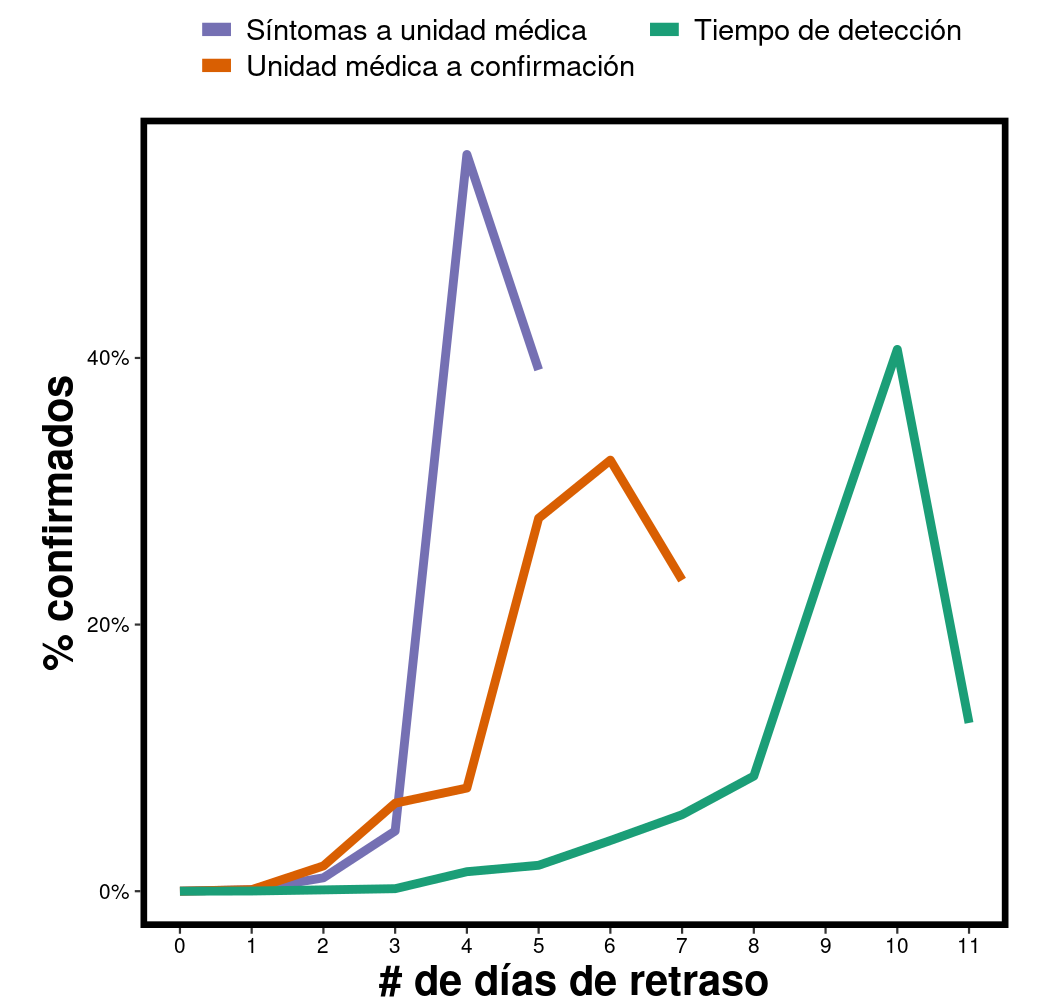 Síntomas a unidad médica
Tiempo de detección
Unidad médica a confirmación
40%
20%
0%
% confirmados
0 1 2 3 4 5 6 7 8 9 10 11
# de días de retraso